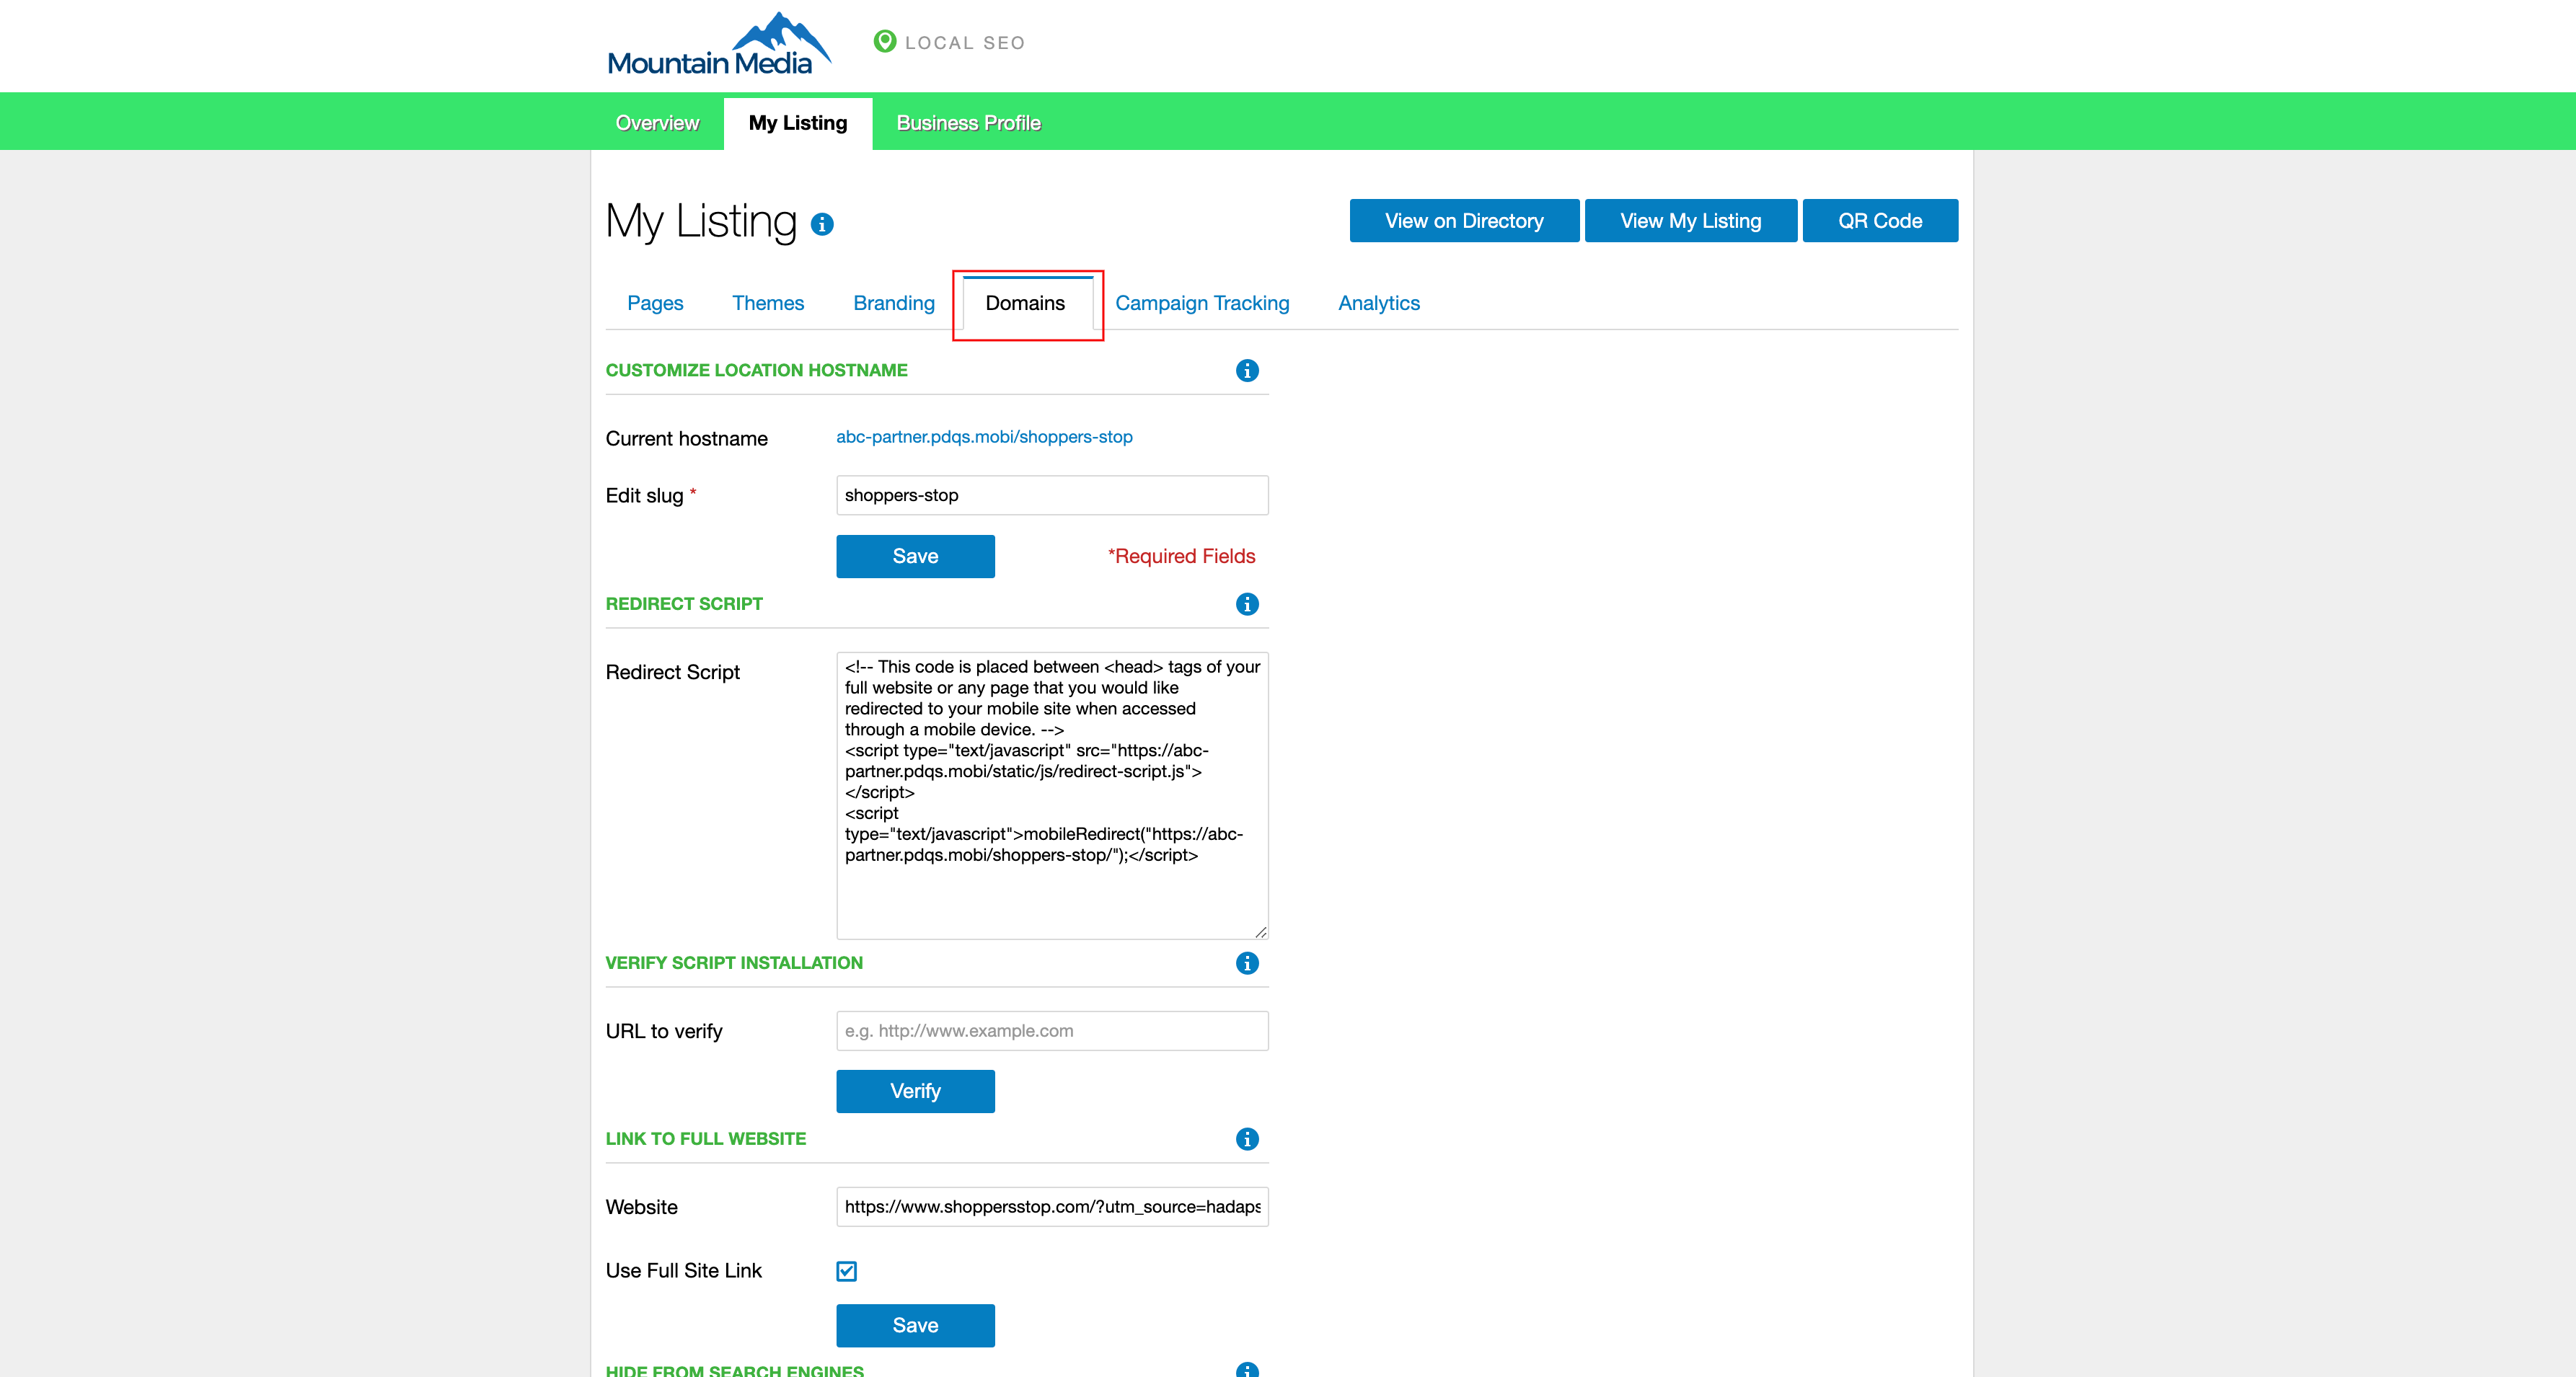 Mountain Media
LOCAL SEO
Overview
My Listing
Business Profile
My Listing
View on Directory
View My Listing
QR Code
Pages
Themes
Branding
Domains
Campaign Tracking
Analytics
CUSTOMIZE LOCATION HOSTNAME
Current hostname
abc-partner.pdqs.mobi/shoppers-stop
Edit slug *
shoppers-stop
Save
*Required Fields
REDIRECT SCRIPT
Redirect Script
<!-- This code is placed between <head> tags of your
full website or any page that you would like
redirected to your mobile site when accessed
through a mobile device. -->
<script type="text/javascript" src="https://abc-
partner.pdqs.mobi/static/js/redirect-script.js">
</script>
<script
type="text/javascript">mobileRedirect("https://abc-
partner.pdqs.mobi/shoppers-stop/");</script>
VERIFY SCRIPT INSTALLATION
URL to verify
e.g. http://www.example.com
Verify
LINK TO FULL WEBSITE
Website
https://www.shoppersstop.com/?utm_source=hadaps
Use Full Site Link
Save
HIDE FROM SEARCH ENGINES